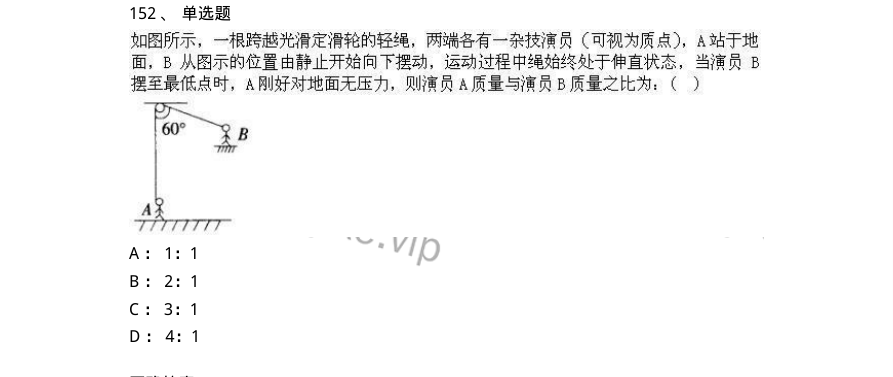 152 、 单选题
如图所示，一根跨越光滑定滑轮的轻绳，两端各有一杂技演员（可视为质点），A站于地
面，B 从图示的位置由静止开始向下摆动，运动过程中绳始终处于伸直状态，当演员 B
摆至最低点时，A刚好对地面无压力，则演员A质量与演员B质量之比为：（ ）
60°
B
A
A： 1：1
B： 2：1
C： 3：1
D： 4：1